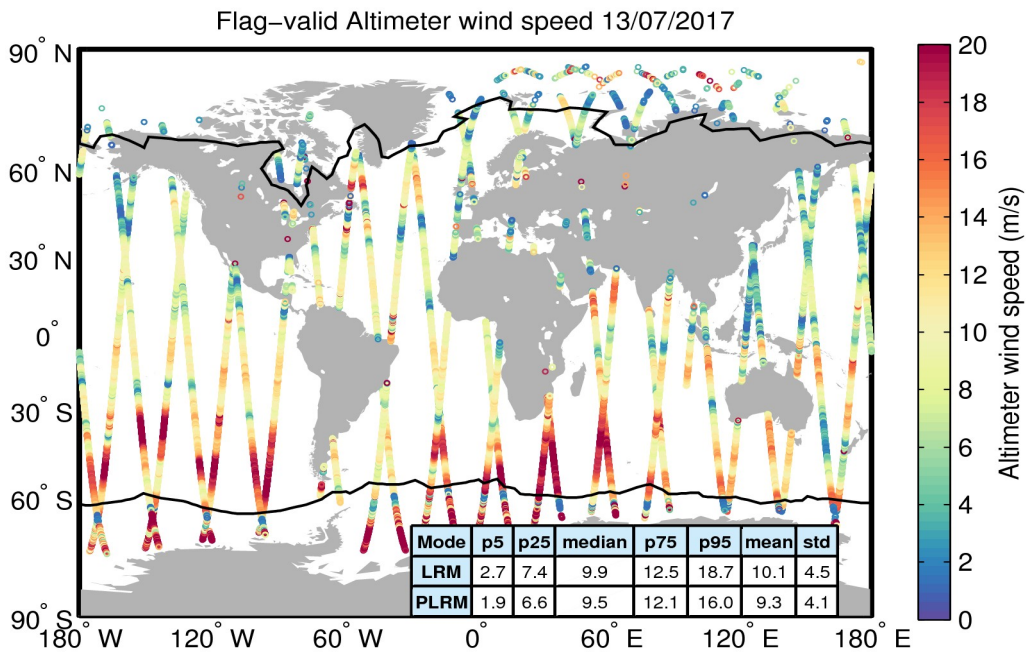 Flag−valid Altimeter wind speed 13/07/2017
90° N
60° N
30° N
0°
30° S
60° S
90° S
180° W
120° W
60° W
0°
60° E
120° E
180° E
Mode p5 p25 median p75 p95 mean std
LRM 2.7 7.4 9.9 12.5 18.7 10.1 4.5
PLRM 1.9 6.6 9.5 12.1 16.0 9.3 4.1
20
18
16
14
12
10
8
6
4
2
0
Altimeter wind speed (m/s)